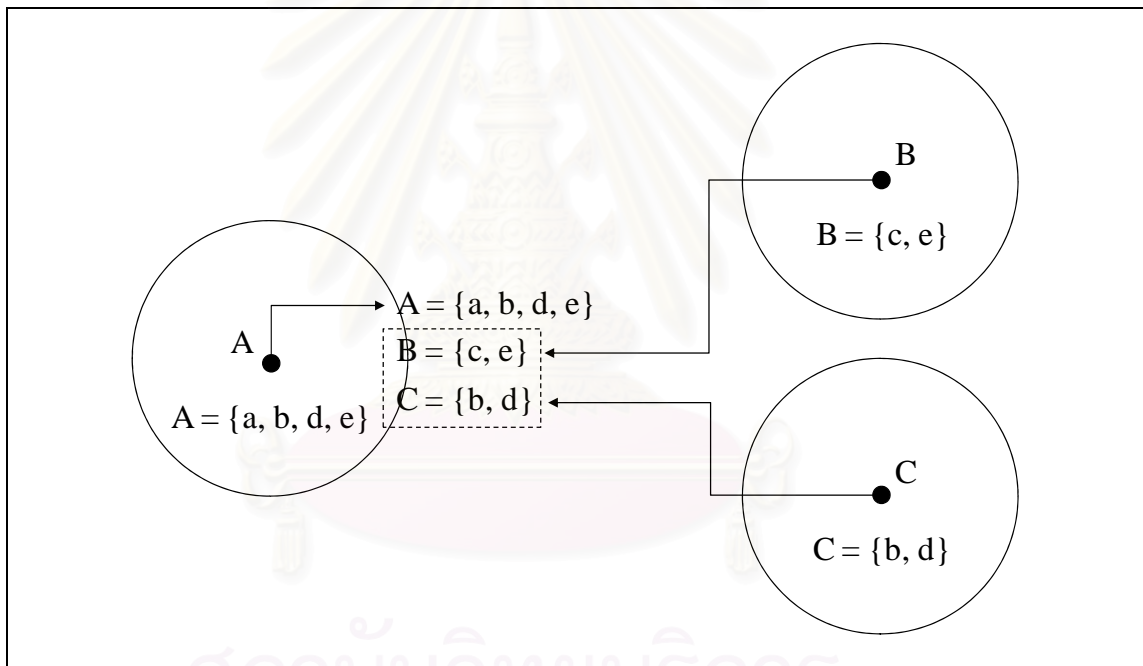 B
B = {c, e}
A = {a, b, d, e}
A
B = {c, e}
C = {b, d}
A = {a, b, d, e}
C
C = {b, d}